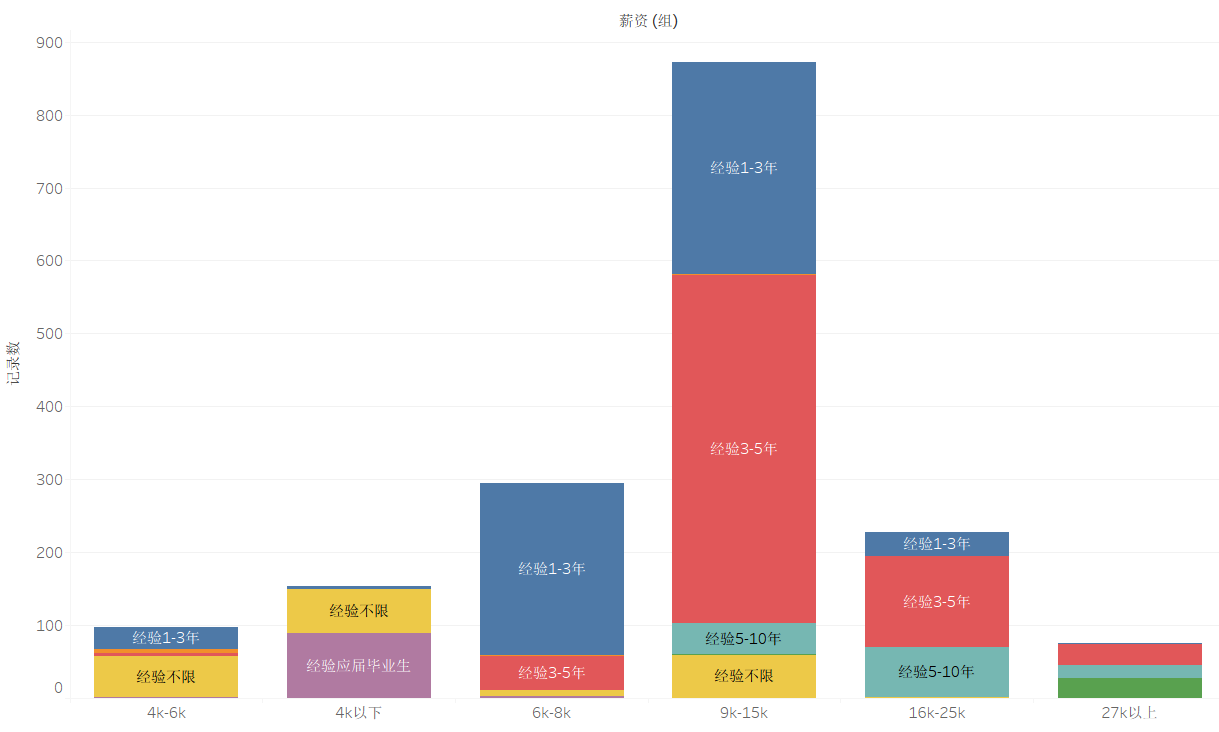 薪资 (组)
900
800
700
600
500
400
300
200
100
0
记录数
经验1-3年
经验不限
经验不限
经验应届毕业生
经验1-3年
经验3-5年
经验1-3年
经验3-5年
经验5-10年
经验不限
经验1-3年
经验3-5年
经验5-10年
4k-6k
4k以下
6k-8k
9k-15k
16k-25k
27k以上